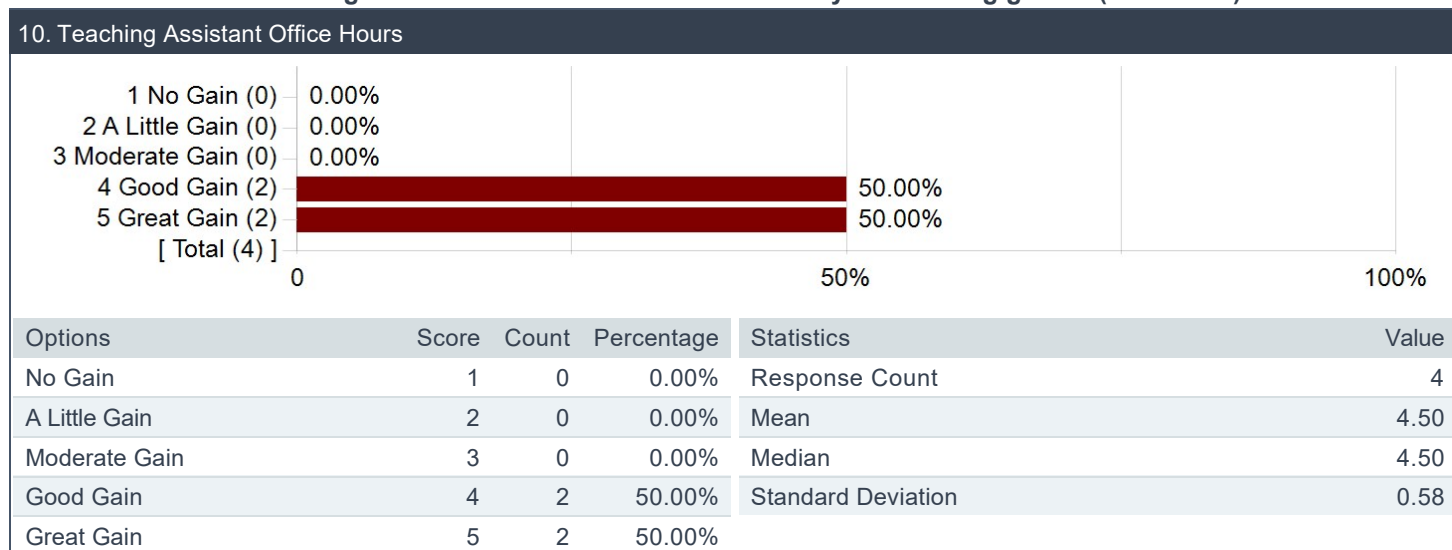 10. Teaching Assistant Office Hours
1 No Gain (0) 0.00%
2 A Little Gain (0) 0.00%
3 Moderate Gain (0) 0.00%
4 Good Gain (2) 50.00%
5 Great Gain (2) 50.00%
[ Total (4) ]
0 50% 100%
Options Score Count Percentage
No Gain 1 0 0.00%
A Little Gain 2 0 0.00%
Moderate Gain 3 0 0.00%
Good Gain 4 2 50.00%
Great Gain 5 2 50.00%
Statistics Value
Response Count 4
Mean 4.50
Median 4.50
Standard Deviation 0.58